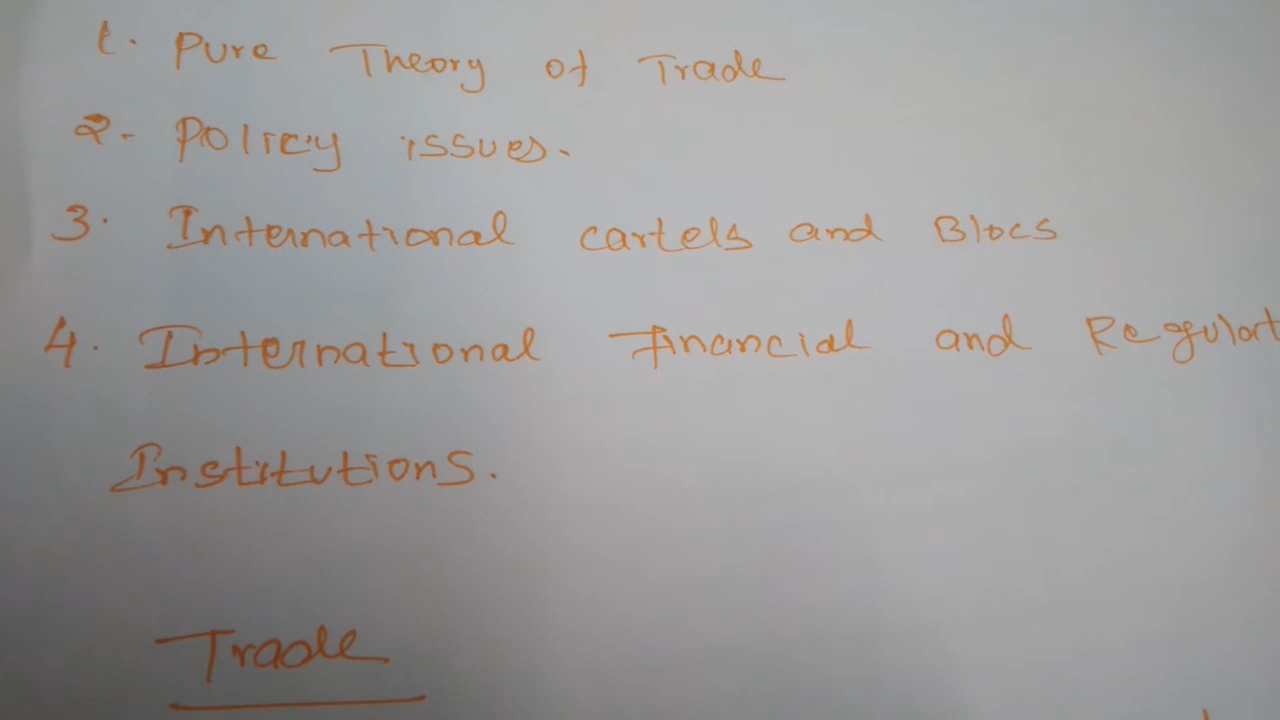 1. Pure Theory of Trade
2. Policy issues.
3. International cartels and Blocs
4. International Financial and Regulart
Institutions.
Trade